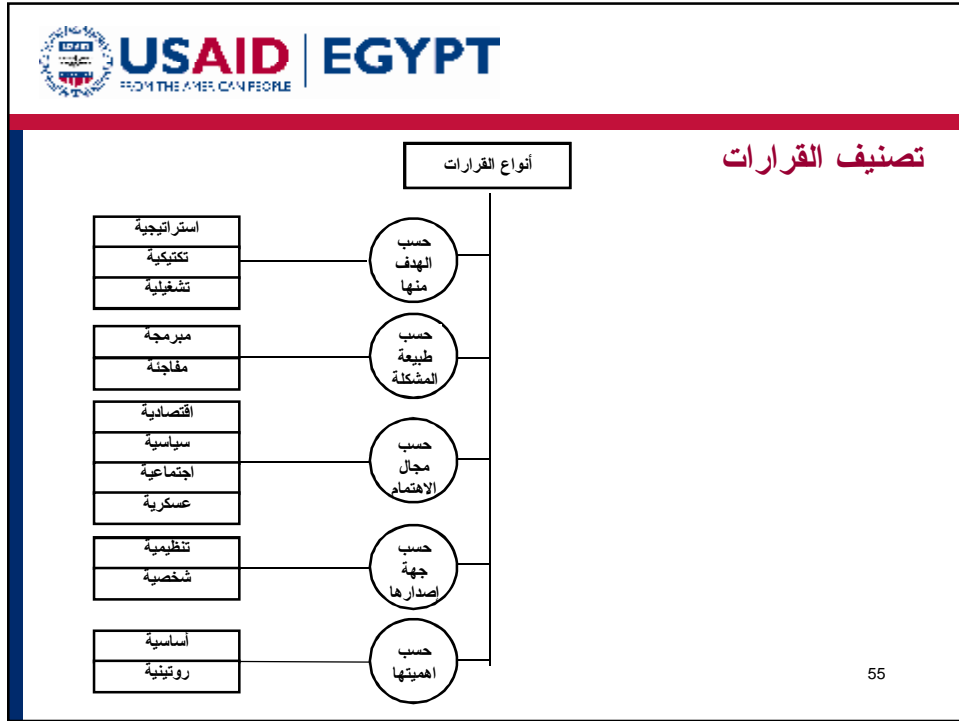 USAID | EGYPT
FROM THE AMERICAN PEOPLE
تصنيف القرارات
أنواع القرارات
حسب
الهدف
منها
استراتيجية
تكتيكية
تشغيلية
حسب
طبيعة
المشكلة
مبرمجة
مفاجئة
حسب
مجال
الاهتمام
اقتصادية
سياسية
اجتماعية
عسكرية
حسب
جهة
إصدارها
تنظيمية
شخصية
حسب
اهميتها
أساسية
روتينية
55